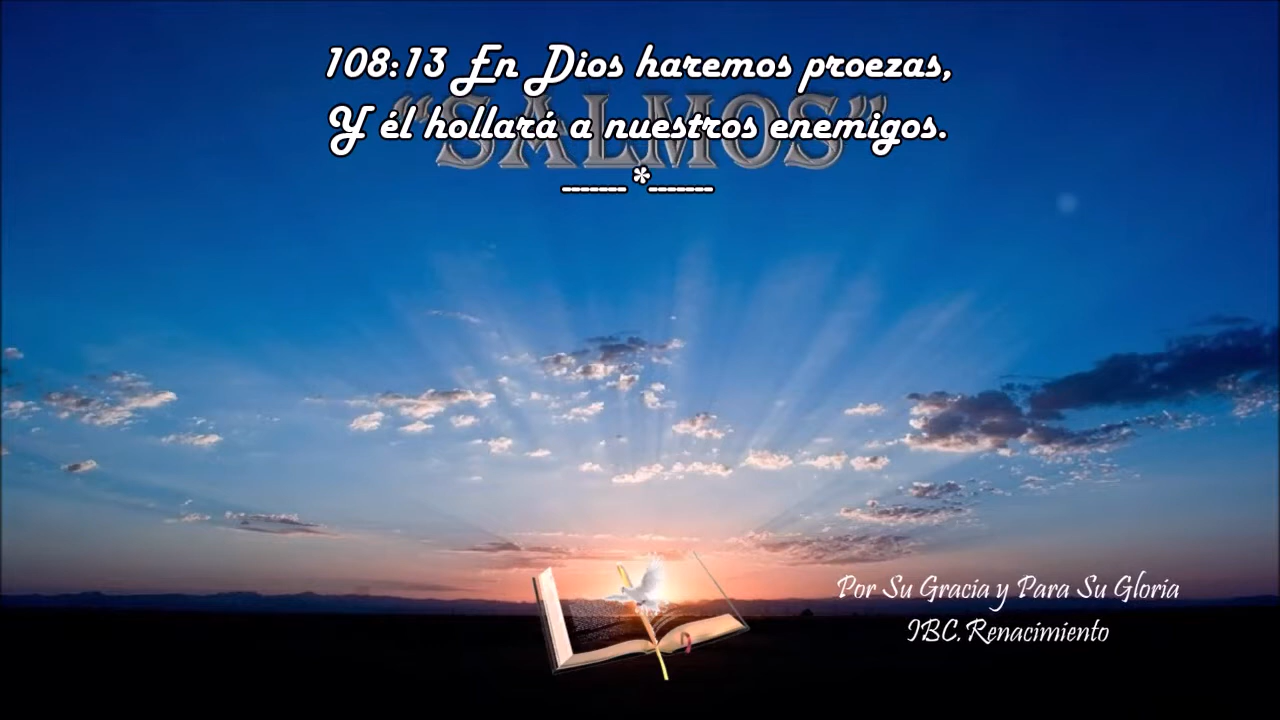 108:13 En Dios haremos proezas,
"SALMOS"
Y él hollará a nuestros enemigos.
------- * -------
Por Su Gracia y Para Su Gloria
IBC. Renacimiento